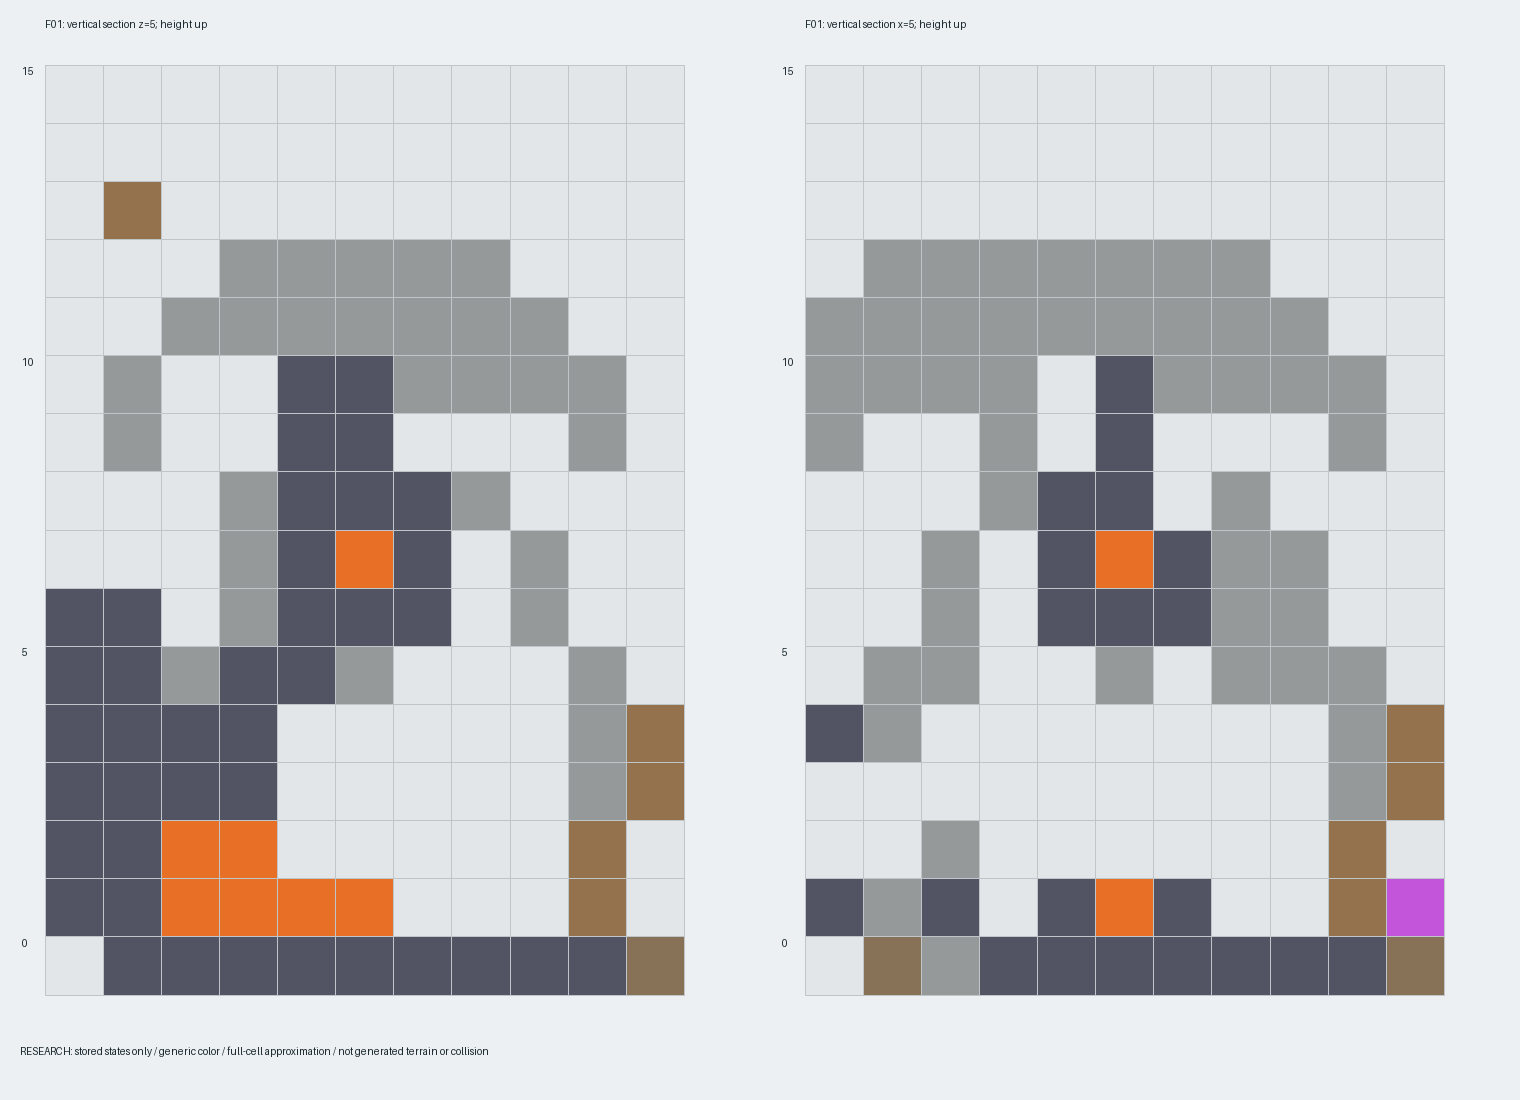 F01: vertical section z=5; height up
F01: vertical section x=5; height up
15
15
10
10
5
5
0
0
RESEARCH: stored states only / generic color / full-cell approximation / not generated terrain or collision